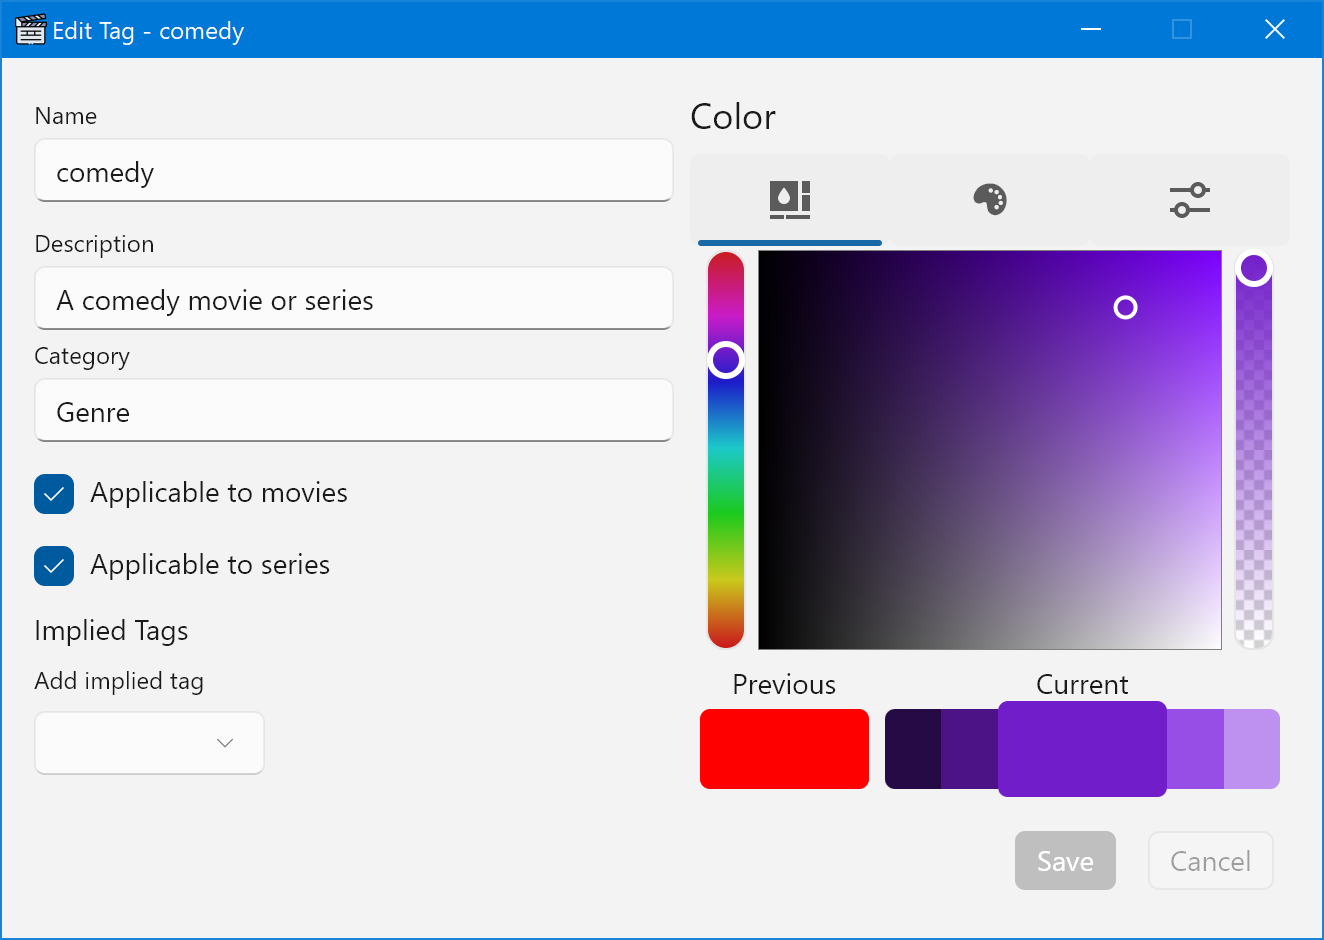 Edit Tag - comedy
Name
comedy
Description
A comedy movie or series
Category
Genre
Applicable to movies
Applicable to series
Implied Tags
Add implied tag
Color
Previous
Current
Save
Cancel